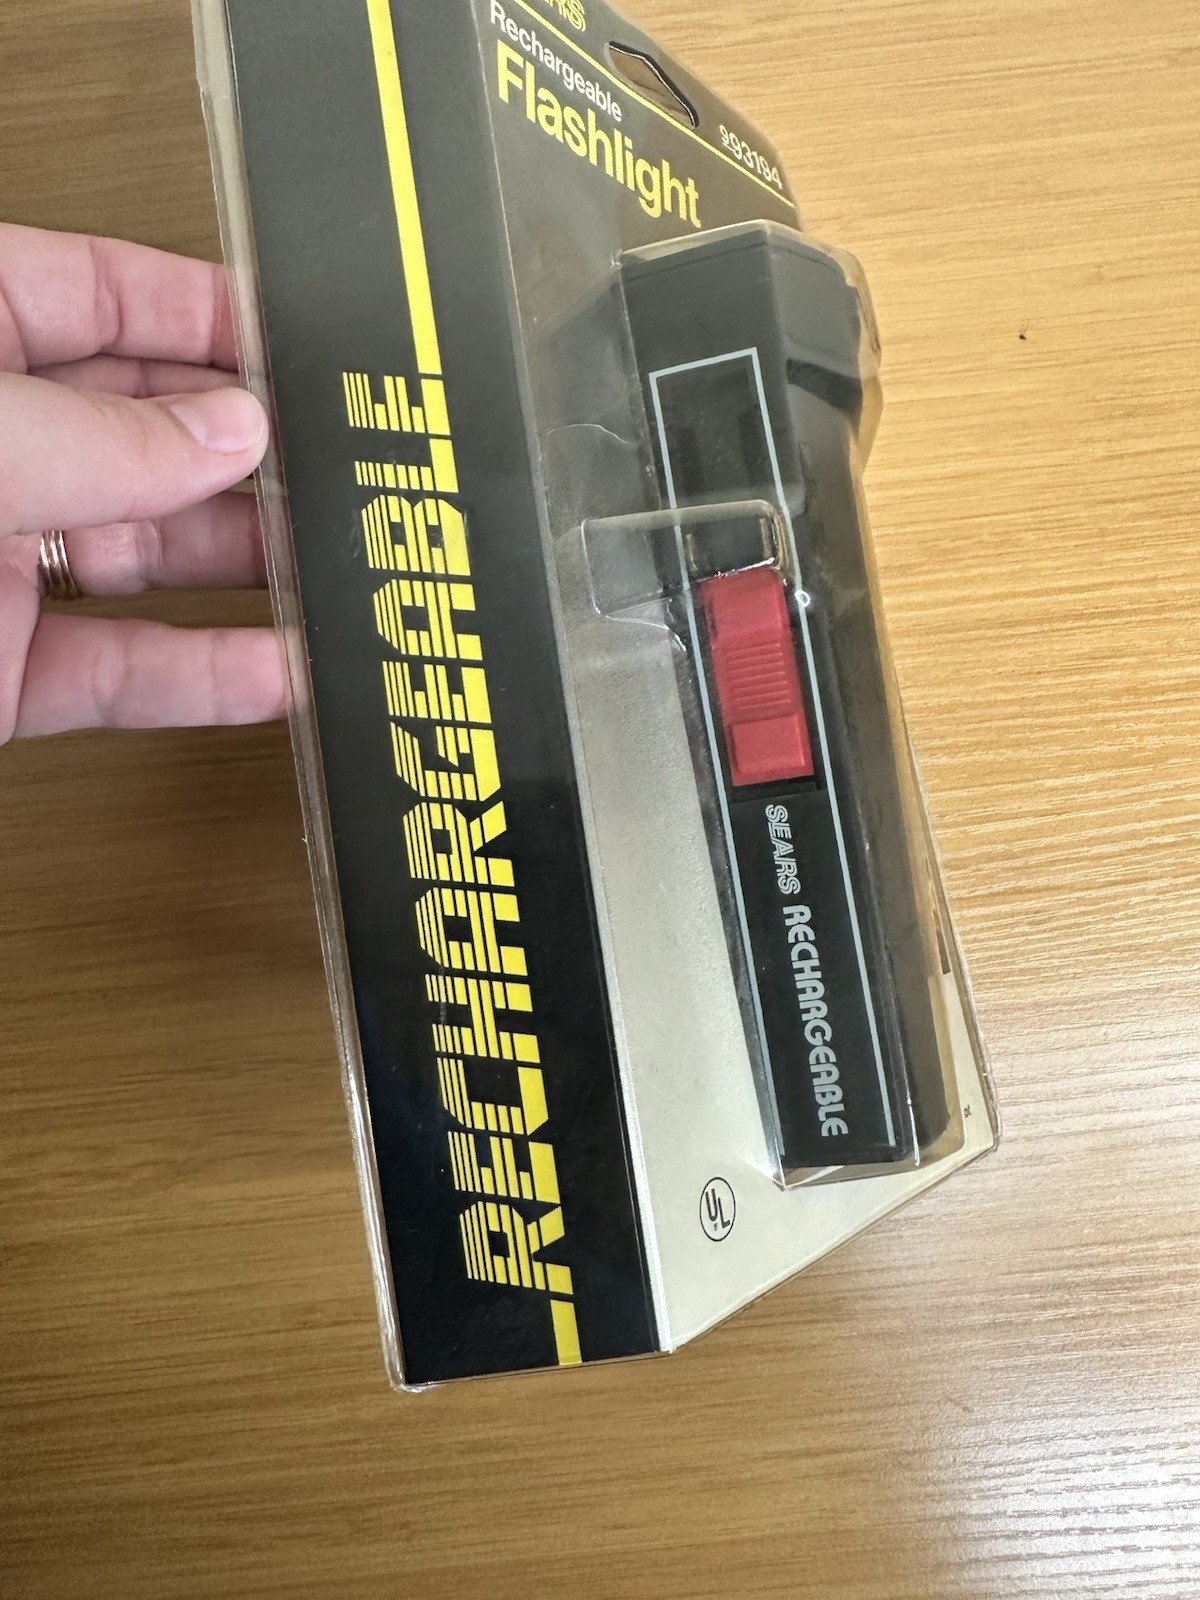 Rechargeable
Flashlight
993194
RECHARGEABLE
SEARS RECHARGEABLE
UL